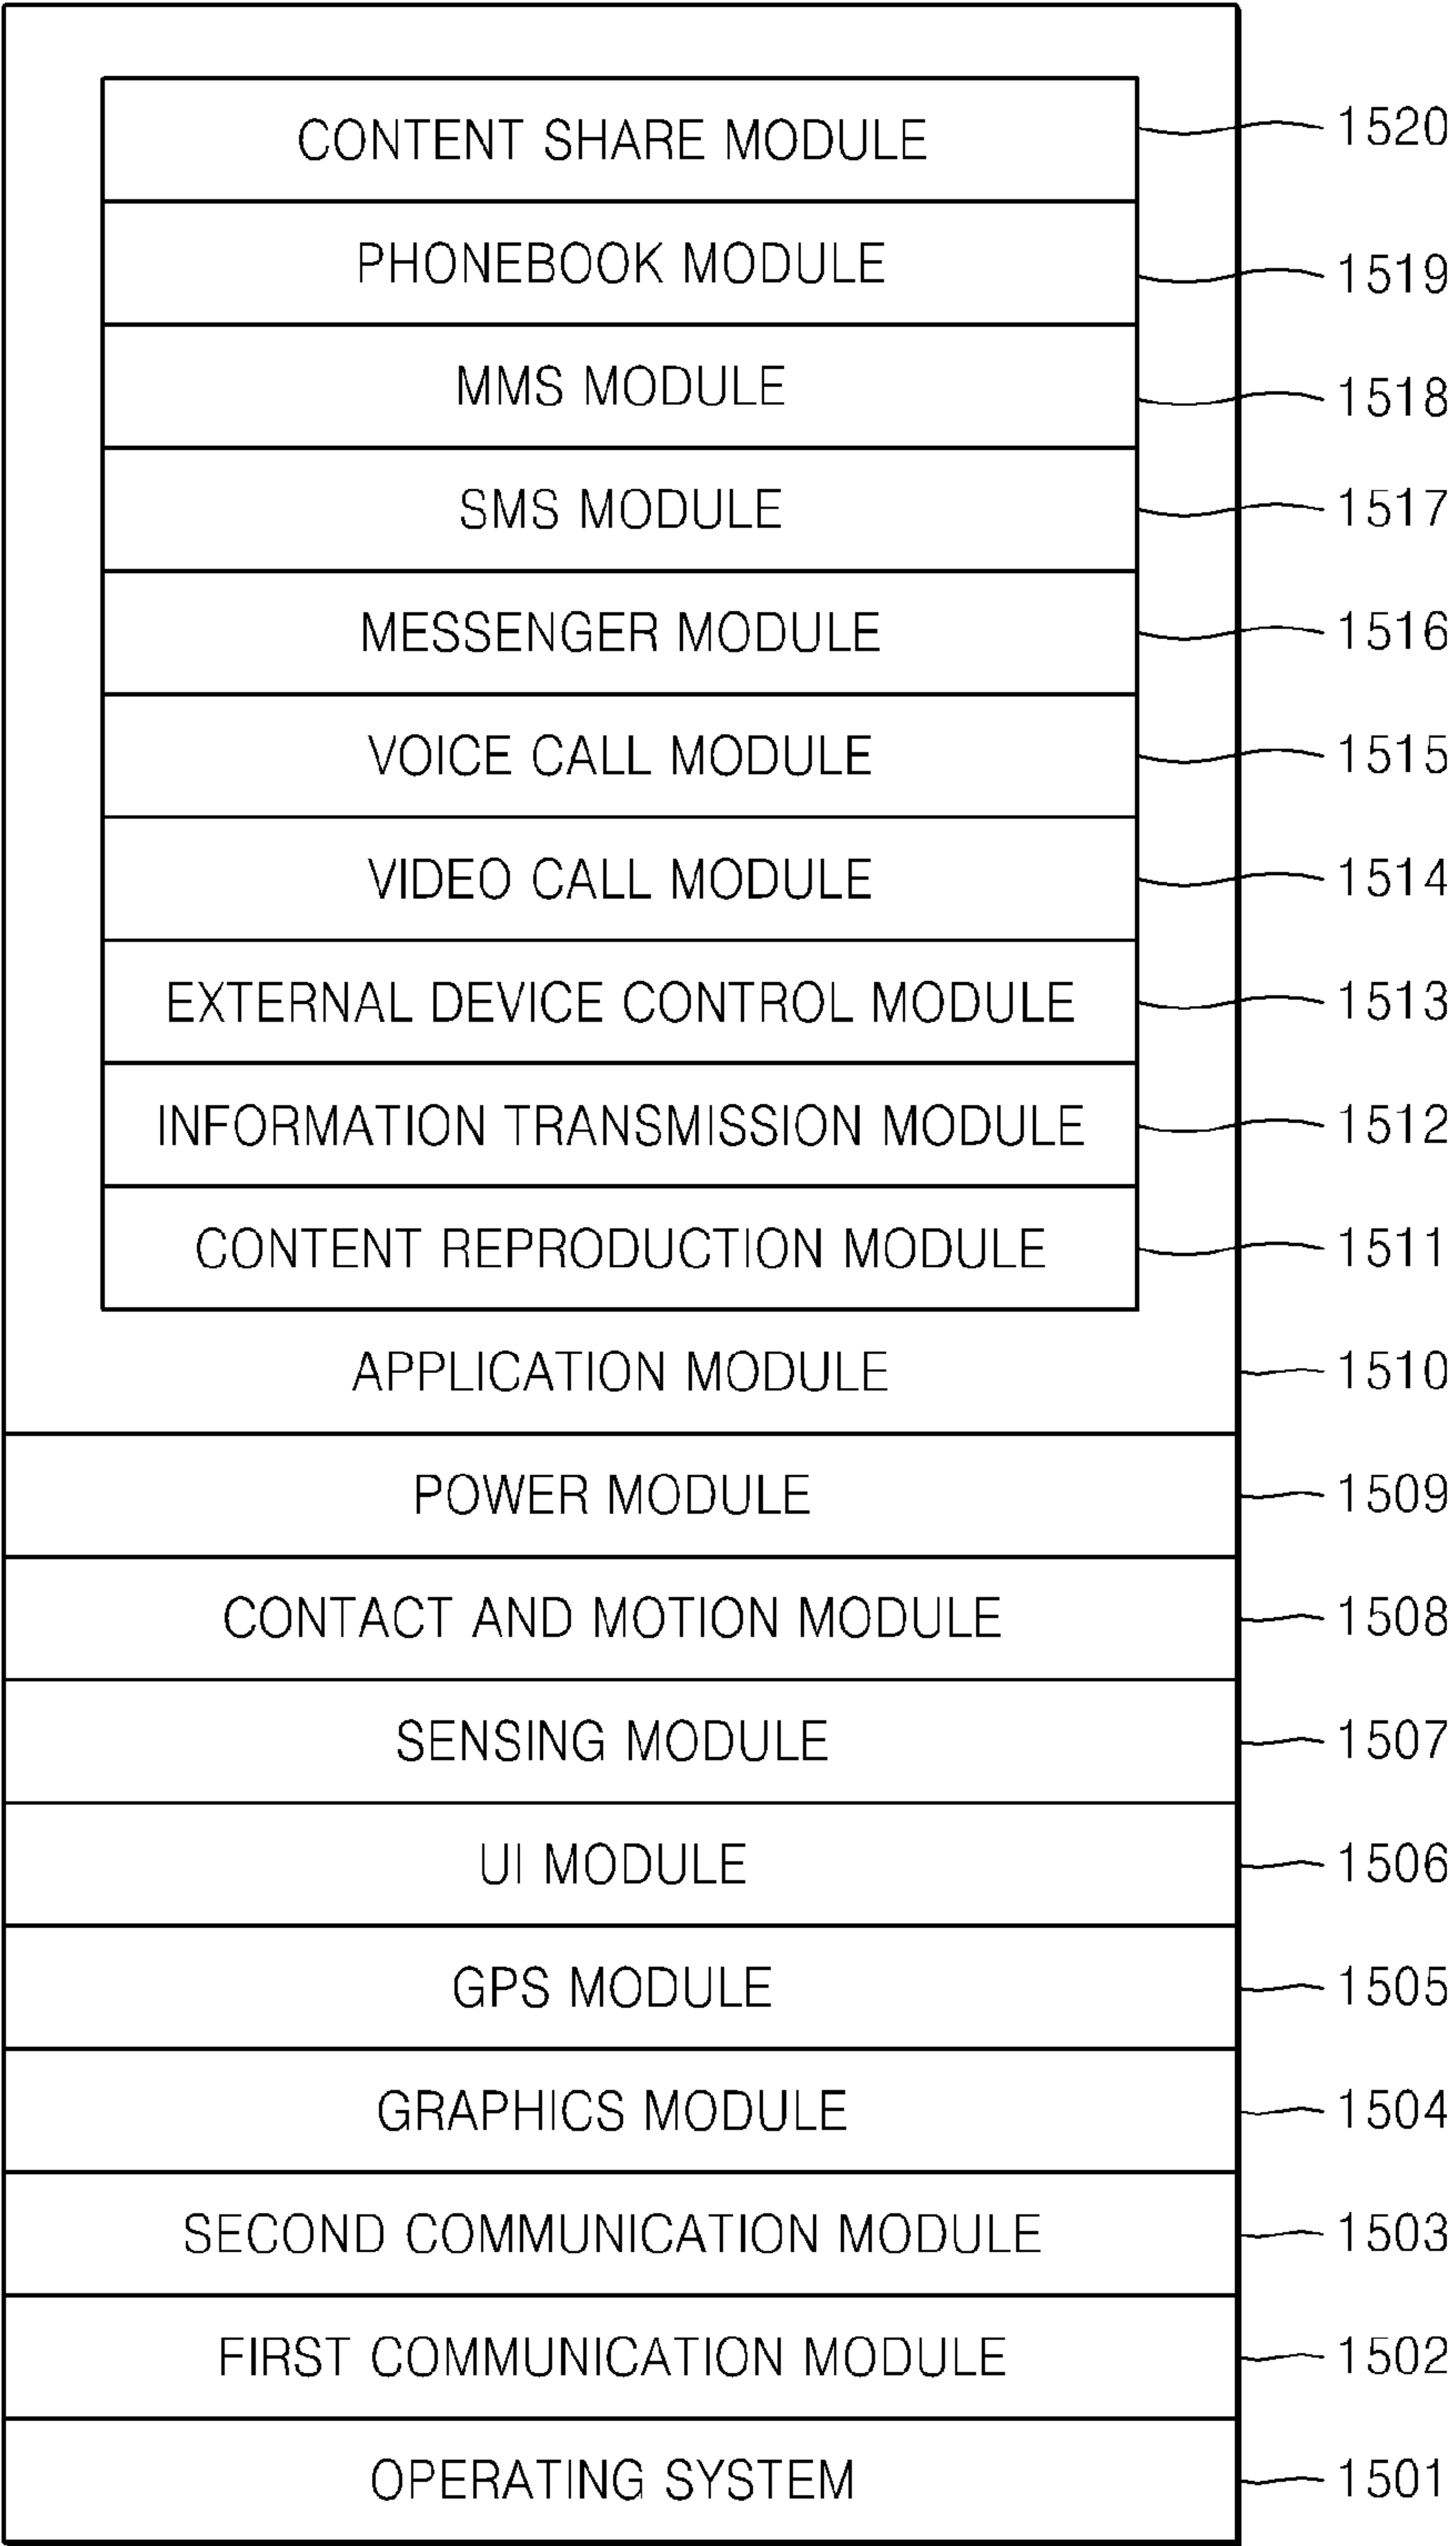 CONTENT SHARE MODULE 1520
PHONEBOOK MODULE 1519
MMS MODULE 1518
SMS MODULE 1517
MESSENGER MODULE 1516
VOICE CALL MODULE 1515
VIDEO CALL MODULE 1514
EXTERNAL DEVICE CONTROL MODULE 1513
INFORMATION TRANSMISSION MODULE 1512
CONTENT REPRODUCTION MODULE 1511
APPLICATION MODULE 1510
POWER MODULE 1509
CONTACT AND MOTION MODULE 1508
SENSING MODULE 1507
UI MODULE 1506
GPS MODULE 1505
GRAPHICS MODULE 1504
SECOND COMMUNICATION MODULE 1503
FIRST COMMUNICATION MODULE 1502
OPERATING SYSTEM 1501